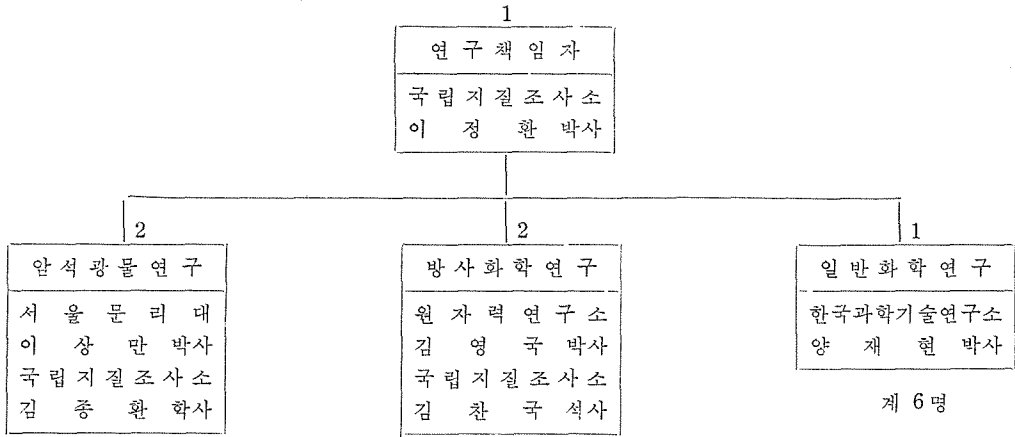 1
연구책임자
국립지질조사소
이정환 박사
2
암석광물연구
서울문리대
이상만 박사
국립지질조사소
김종환 학사
2
방사화학연구
원자력연구소
김영국 박사
국립지질조사소
김찬국 석사
1
일반화학연구
한국과학기술연구소
양재현 박사
계 6명